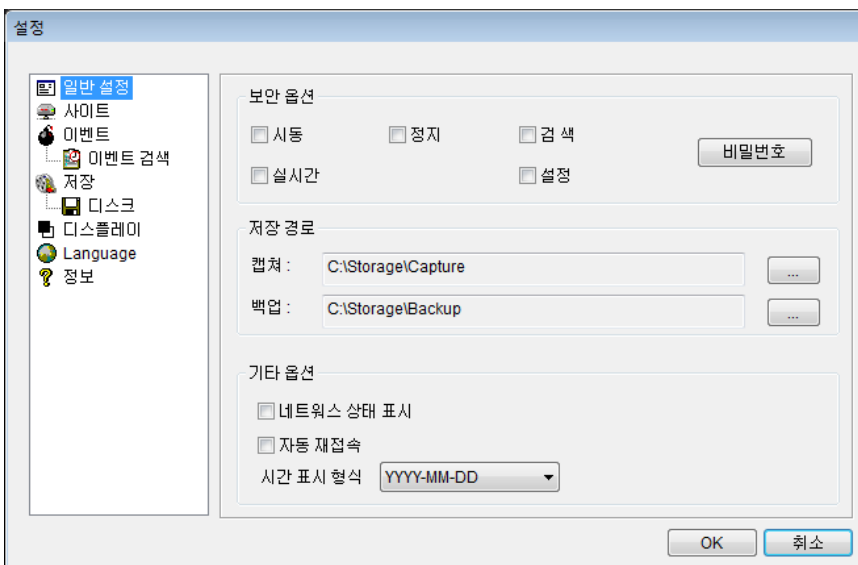 설정
일반 설정
사이트
이벤트
이벤트 검색
저장
디스크
디스플레이
Language
정보
보안 옵션
시동 정지 검 색
비밀번호
실시간 설정
저장 경로
캡쳐 : C:\Storage\Capture ...
백업 : C:\Storage\Backup ...
기타 옵션
네트워스 상태 표시
자동 재접속
시간 표시 형식 YYYY-MM-DD
OK 취소